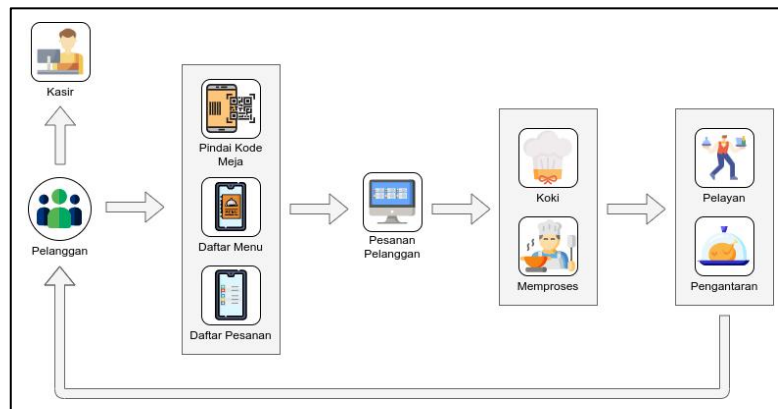 Kasir
Pelanggan
Pindai Kode
Meja
Daftar Menu
Daftar Pesanan
Pesanan
Pelanggan
Koki
Memproses
Pelayan
Pengantaran